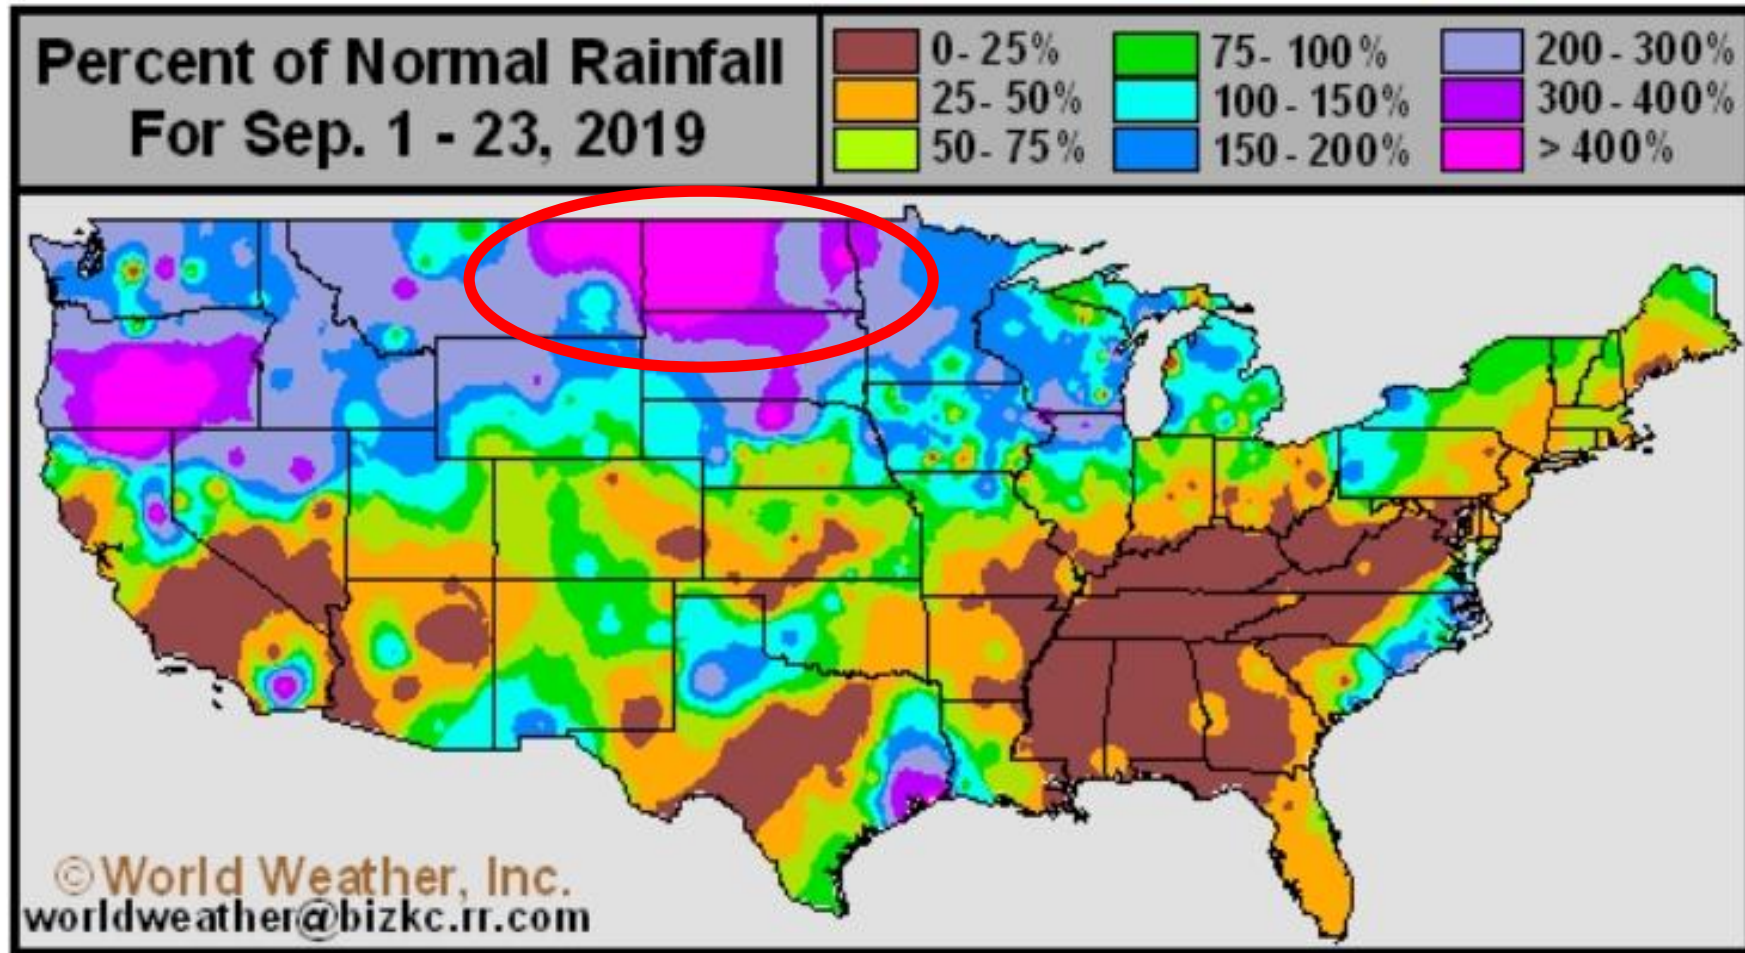 Percent of Normal Rainfall
For Sep. 1 - 23, 2019
0- 25%
25- 50%
50- 75%
75- 100%
100- 150%
150- 200%
200 - 300%
300 - 400%
> 400%
©World Weather, Inc.
worldweather@bizkc.rr.com